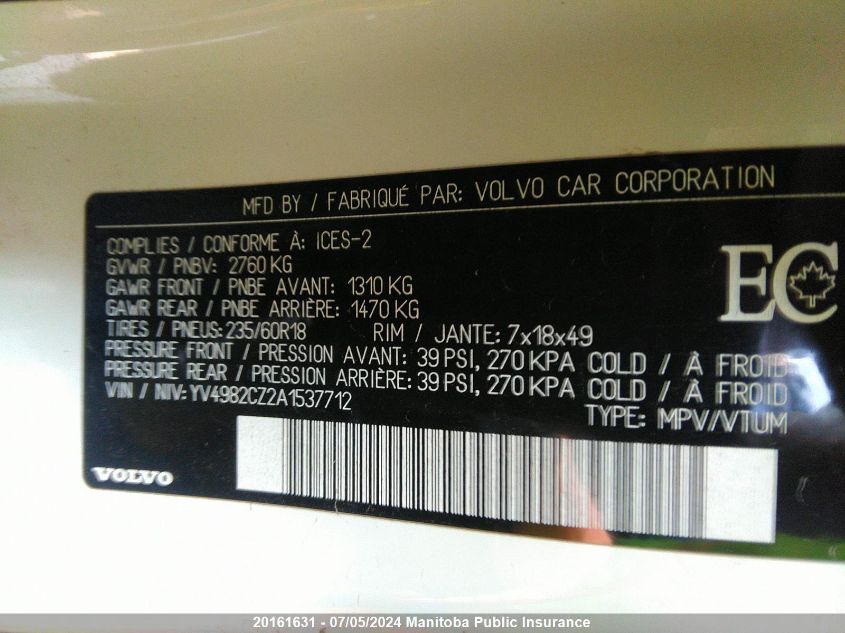 MFD BY / FABRIQUÉ PAR: VOLVO CAR CORPORATION
COMPLIES / CONFORME À: ICES-2
GVWR / PNBV: 2760 KG
GAWR FRONT / PNBE AVANT: 1310 KG
GAWR REAR / PNBE ARRIÈRE: 1470 KG
TIRES / PNEUS: 235/60R18 RIM / JANTE: 7x18x49
PRESSURE FRONT / PRESSION AVANT: 39 PSI, 270 KPA COLD / À FROID
PRESSURE REAR / PRESSION ARRIÈRE: 39 PSI, 270 KPA COLD / À FROID
VIN / NIV: YV4982CZ2A1537712
TYPE: MPV/VTUM
EC
VOLVO
20161631 - 07/05/2024 Manitoba Public Insurance